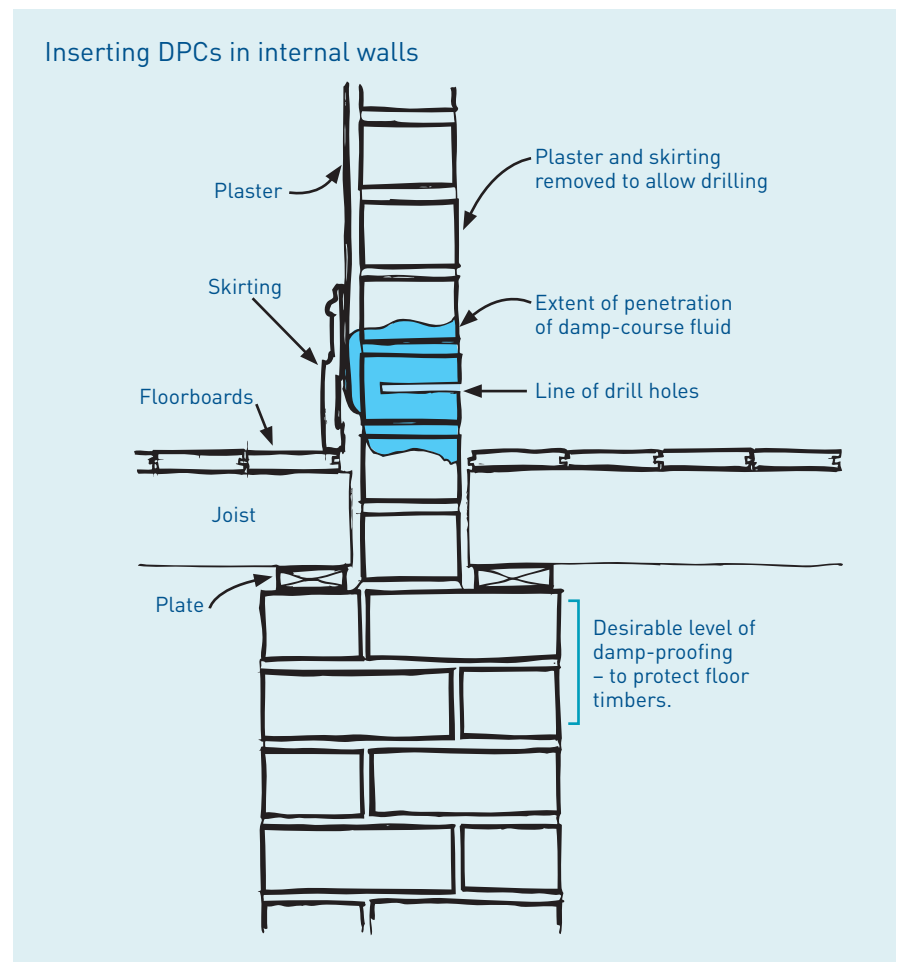 Inserting DPCs in internal walls
Plaster and skirting
removed to allow drilling
Plaster
Skirting
Extent of penetration
of damp-course fluid
Floorboards
Line of drill holes
Joist
Plate
Desirable level of
damp-proofing
– to protect floor
timbers.